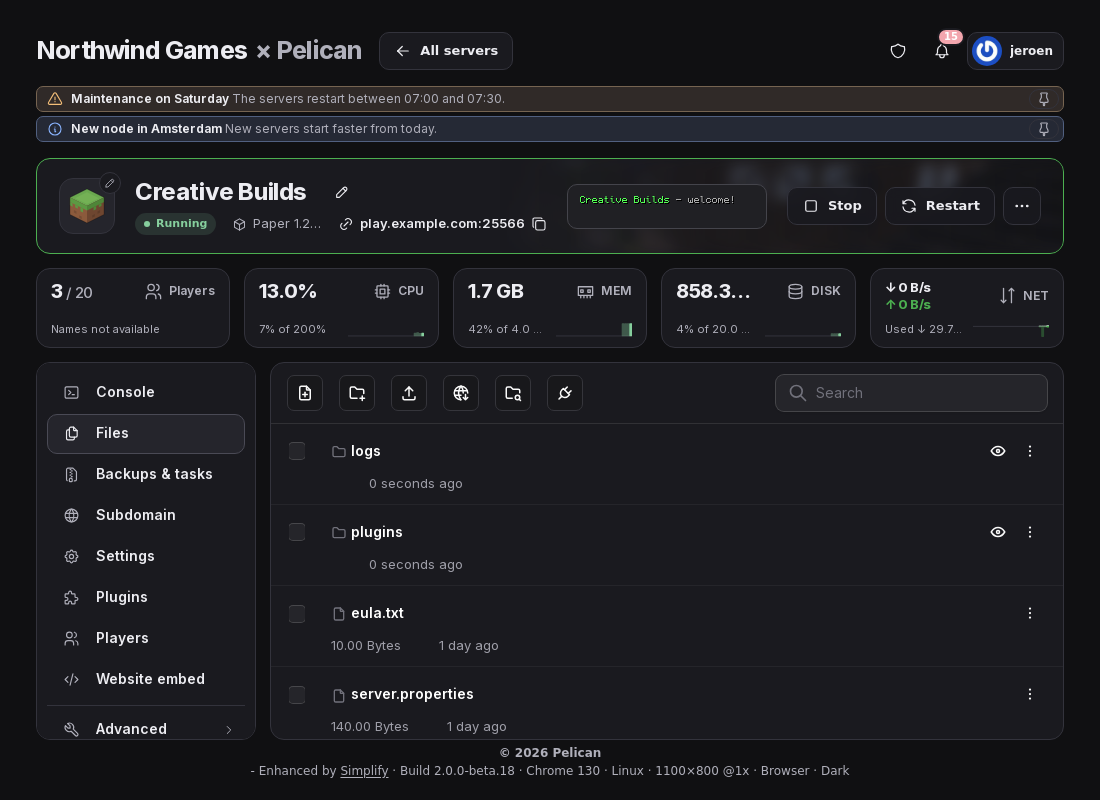 Northwind Games × Pelican
All servers
15
jeroen
Maintenance on Saturday The servers restart between 07:00 and 07:30.
New node in Amsterdam New servers start faster from today.
Creative Builds
Running
Paper 1.2…
play.example.com:25566
Creative Builds – welcome!
Stop
Restart
3 / 20
Players
Names not available
13.0%
CPU
7% of 200%
1.7 GB
MEM
42% of 4.0 …
858.3…
DISK
4% of 20.0 …
↓ 0 B/s
↑ 0 B/s
NET
Used ↓ 29.7…
Console
Files
Backups & tasks
Subdomain
Settings
Plugins
Players
Website embed
Advanced
Search
logs
0 seconds ago
plugins
0 seconds ago
eula.txt
10.00 Bytes 1 day ago
server.properties
140.00 Bytes 1 day ago
© 2026 Pelican
- Enhanced by Simplify · Build 2.0.0-beta.18 · Chrome 130 · Linux · 1100×800 @1x · Browser · Dark